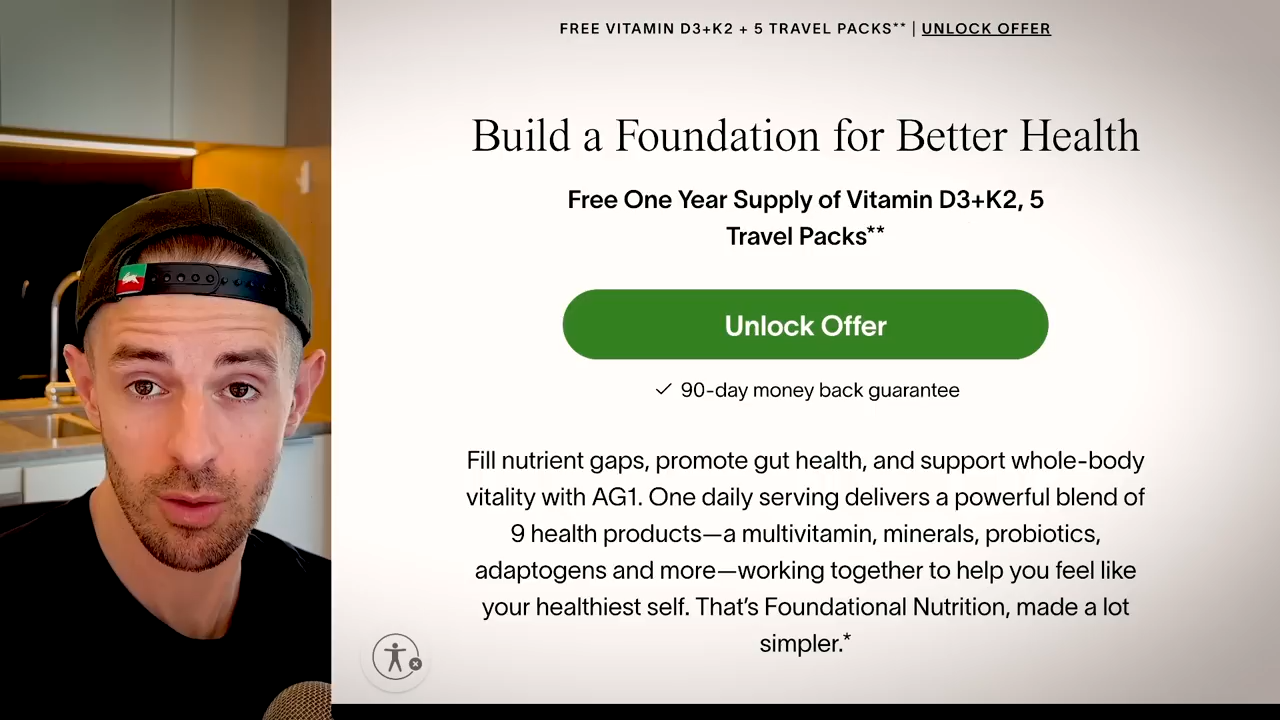 FREE VITAMIN D3+K2 + 5 TRAVEL PACKS** | UNLOCK OFFER
Build a Foundation for Better Health
Free One Year Supply of Vitamin D3+K2, 5
Travel Packs**
Unlock Offer
90-day money back guarantee
Fill nutrient gaps, promote gut health, and support whole-body
vitality with AG1. One daily serving delivers a powerful blend of
9 health products—a multivitamin, minerals, probiotics,
adaptogens and more—working together to help you feel like
your healthiest self. That’s Foundational Nutrition, made a lot
simpler.*